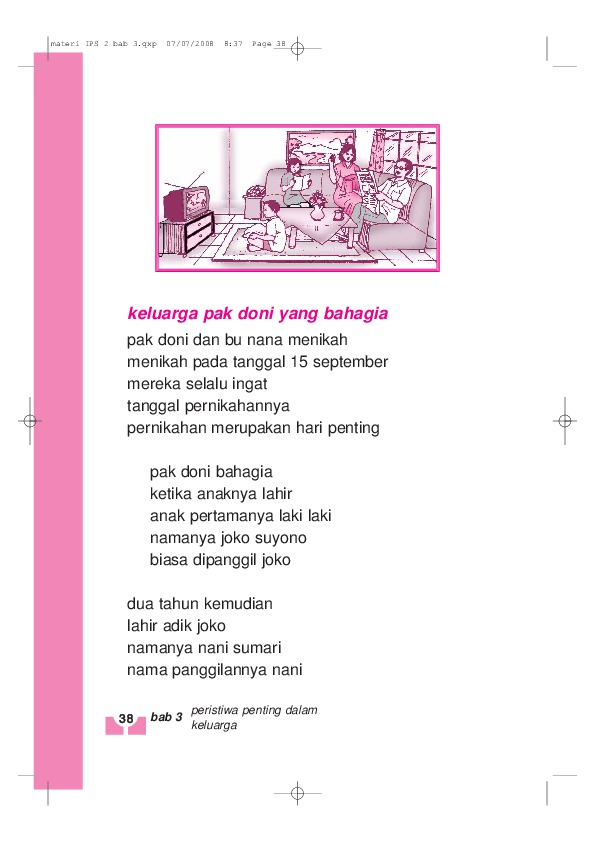 materi IPS 2 bab 3.qxp 07/07/2008 8:37 Page 38
keluarga pak doni yang bahagia
pak doni dan bu nana menikah
menikah pada tanggal 15 september
mereka selalu ingat
tanggal pernikahannya
pernikahan merupakan hari penting
pak doni bahagia
ketika anaknya lahir
anak pertamanya laki laki
namanya joko suyono
biasa dipanggil joko
dua tahun kemudian
lahir adik joko
namanya nani sumari
nama panggilannya nani
38 bab 3 peristiwa penting dalam
keluarga